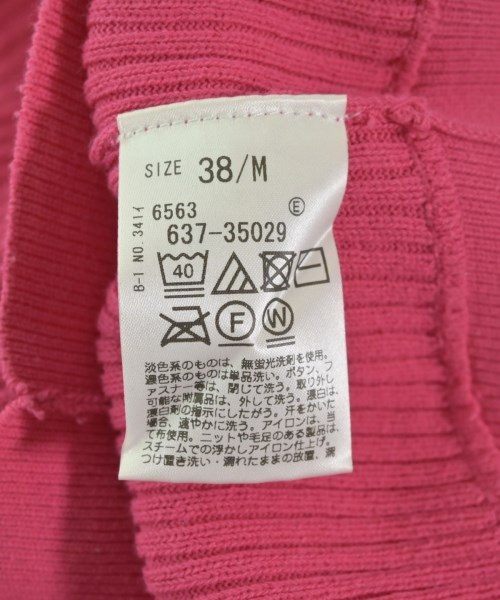 SIZE 38/M
B-I NO.341イ
6563 E
637-35029
40
F W
淡色系のものは、無蛍光洗剤を使用。
濃色系のものは単品洗い。ボタン、フ
ァスナー等は、閉じて洗う。取り外し
可能な附属品は、外して洗う。漂白は、
漂白剤の指示にしたがう。汗をかいた
場合、速やかに洗う。アイロンは、当
て布使用。ニットや毛足のある製品は、
スチームでの浮かしアイロン仕上げ。
つけ置き洗い・濡れたままの放置、濡